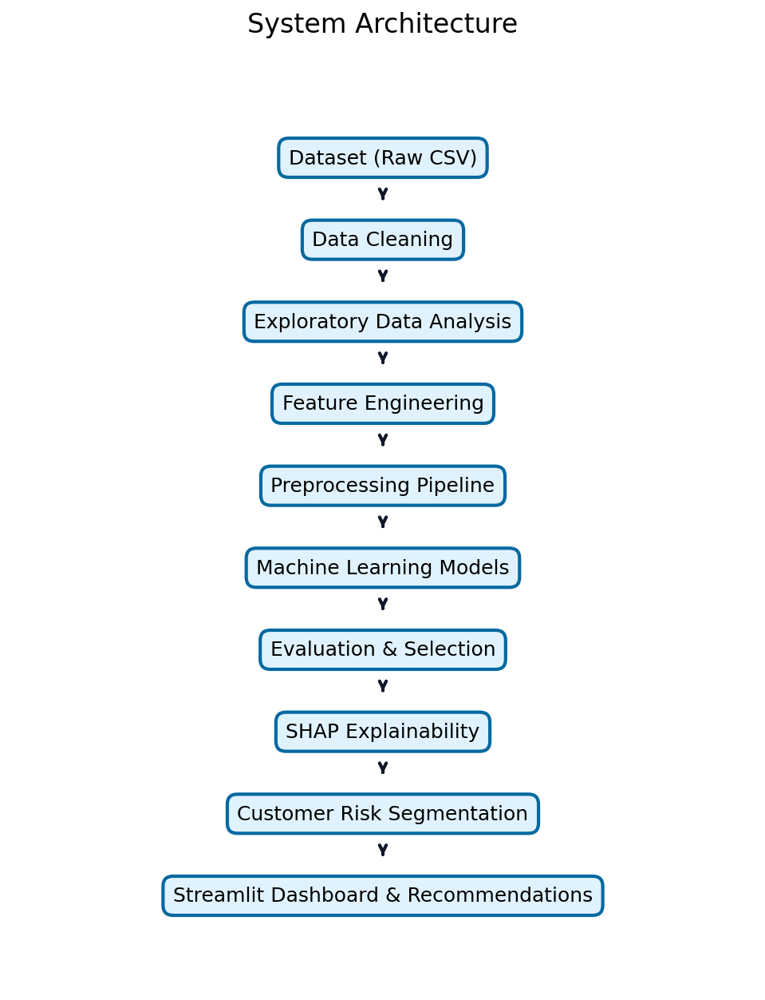 System Architecture
Dataset (Raw CSV)
Data Cleaning
Exploratory Data Analysis
Feature Engineering
Preprocessing Pipeline
Machine Learning Models
Evaluation & Selection
SHAP Explainability
Customer Risk Segmentation
Streamlit Dashboard & Recommendations